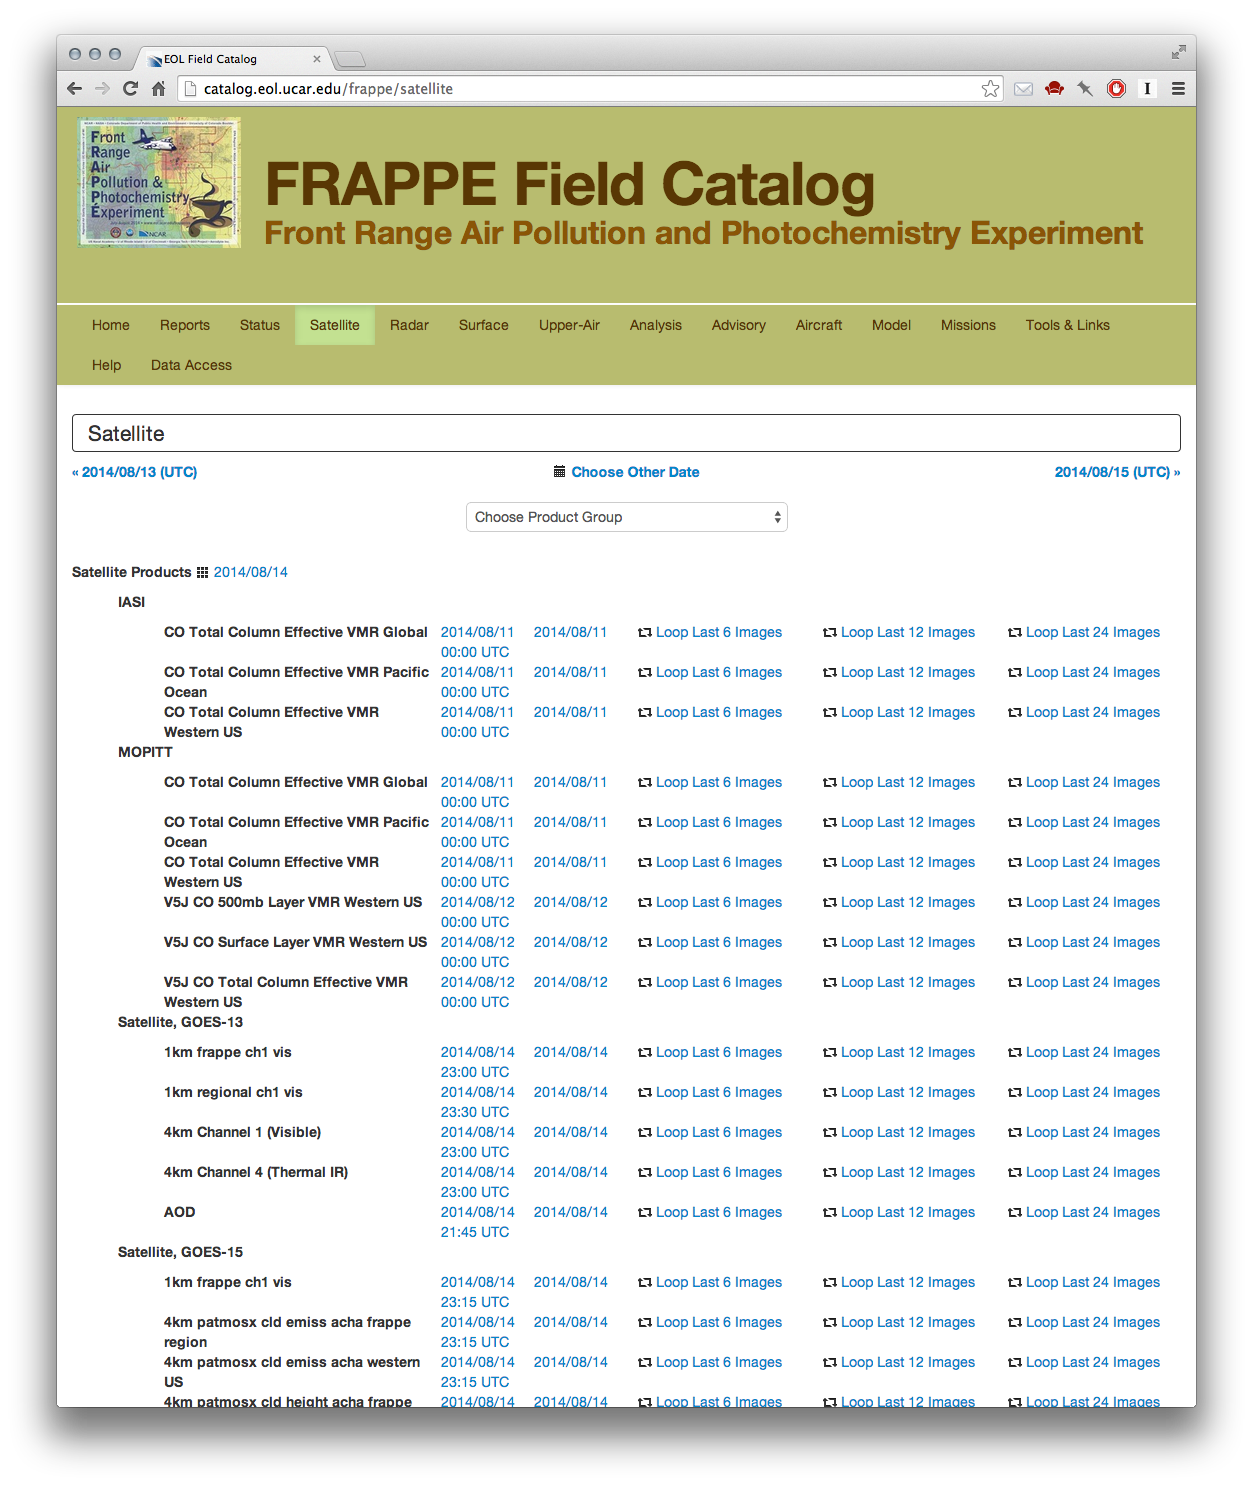 EOL Field Catalog
catalog.eol.ucar.edu/frappe/satellite
Front
Range
Air
Pollution &
Photochemistry
Experiment
NCAR
FRAPPE Field Catalog
Front Range Air Pollution and Photochemistry Experiment
Home Reports Status Satellite Radar Surface Upper-Air Analysis Advisory Aircraft Model Missions Tools & Links
Help Data Access
Satellite
« 2014/08/13 (UTC) Choose Other Date 2014/08/15 (UTC) »
Choose Product Group
Satellite Products 2014/08/14
IASI
CO Total Column Effective VMR Global 2014/08/11 2014/08/11 Loop Last 6 Images Loop Last 12 Images Loop Last 24 Images
00:00 UTC
CO Total Column Effective VMR Pacific 2014/08/11 2014/08/11 Loop Last 6 Images Loop Last 12 Images Loop Last 24 Images
Ocean 00:00 UTC
CO Total Column Effective VMR 2014/08/11 2014/08/11 Loop Last 6 Images Loop Last 12 Images Loop Last 24 Images
Western US 00:00 UTC
MOPITT
CO Total Column Effective VMR Global 2014/08/11 2014/08/11 Loop Last 6 Images Loop Last 12 Images Loop Last 24 Images
00:00 UTC
CO Total Column Effective VMR Pacific 2014/08/11 2014/08/11 Loop Last 6 Images Loop Last 12 Images Loop Last 24 Images
Ocean 00:00 UTC
CO Total Column Effective VMR 2014/08/11 2014/08/11 Loop Last 6 Images Loop Last 12 Images Loop Last 24 Images
Western US 00:00 UTC
V5J CO 500mb Layer VMR Western US 2014/08/12 2014/08/12 Loop Last 6 Images Loop Last 12 Images Loop Last 24 Images
00:00 UTC
V5J CO Surface Layer VMR Western US 2014/08/12 2014/08/12 Loop Last 6 Images Loop Last 12 Images Loop Last 24 Images
00:00 UTC
V5J CO Total Column Effective VMR 2014/08/12 2014/08/12 Loop Last 6 Images Loop Last 12 Images Loop Last 24 Images
Western US 00:00 UTC
Satellite, GOES-13
1km frappe ch1 vis 2014/08/14 2014/08/14 Loop Last 6 Images Loop Last 12 Images Loop Last 24 Images
23:00 UTC
1km regional ch1 vis 2014/08/14 2014/08/14 Loop Last 6 Images Loop Last 12 Images Loop Last 24 Images
23:30 UTC
4km Channel 1 (Visible) 2014/08/14 2014/08/14 Loop Last 6 Images Loop Last 12 Images Loop Last 24 Images
23:00 UTC
4km Channel 4 (Thermal IR) 2014/08/14 2014/08/14 Loop Last 6 Images Loop Last 12 Images Loop Last 24 Images
23:00 UTC
AOD 2014/08/14 2014/08/14 Loop Last 6 Images Loop Last 12 Images Loop Last 24 Images
21:45 UTC
Satellite, GOES-15
1km frappe ch1 vis 2014/08/14 2014/08/14 Loop Last 6 Images Loop Last 12 Images Loop Last 24 Images
23:15 UTC
4km patmosx cld emiss acha frappe 2014/08/14 2014/08/14 Loop Last 6 Images Loop Last 12 Images Loop Last 24 Images
region 23:15 UTC
4km patmosx cld emiss acha western 2014/08/14 2014/08/14 Loop Last 6 Images Loop Last 12 Images Loop Last 24 Images
US 23:15 UTC
4km patmosx cld height acha frappe 2014/08/14 2014/08/14 Loop Last 6 Images Loop Last 12 Images Loop Last 24 Images